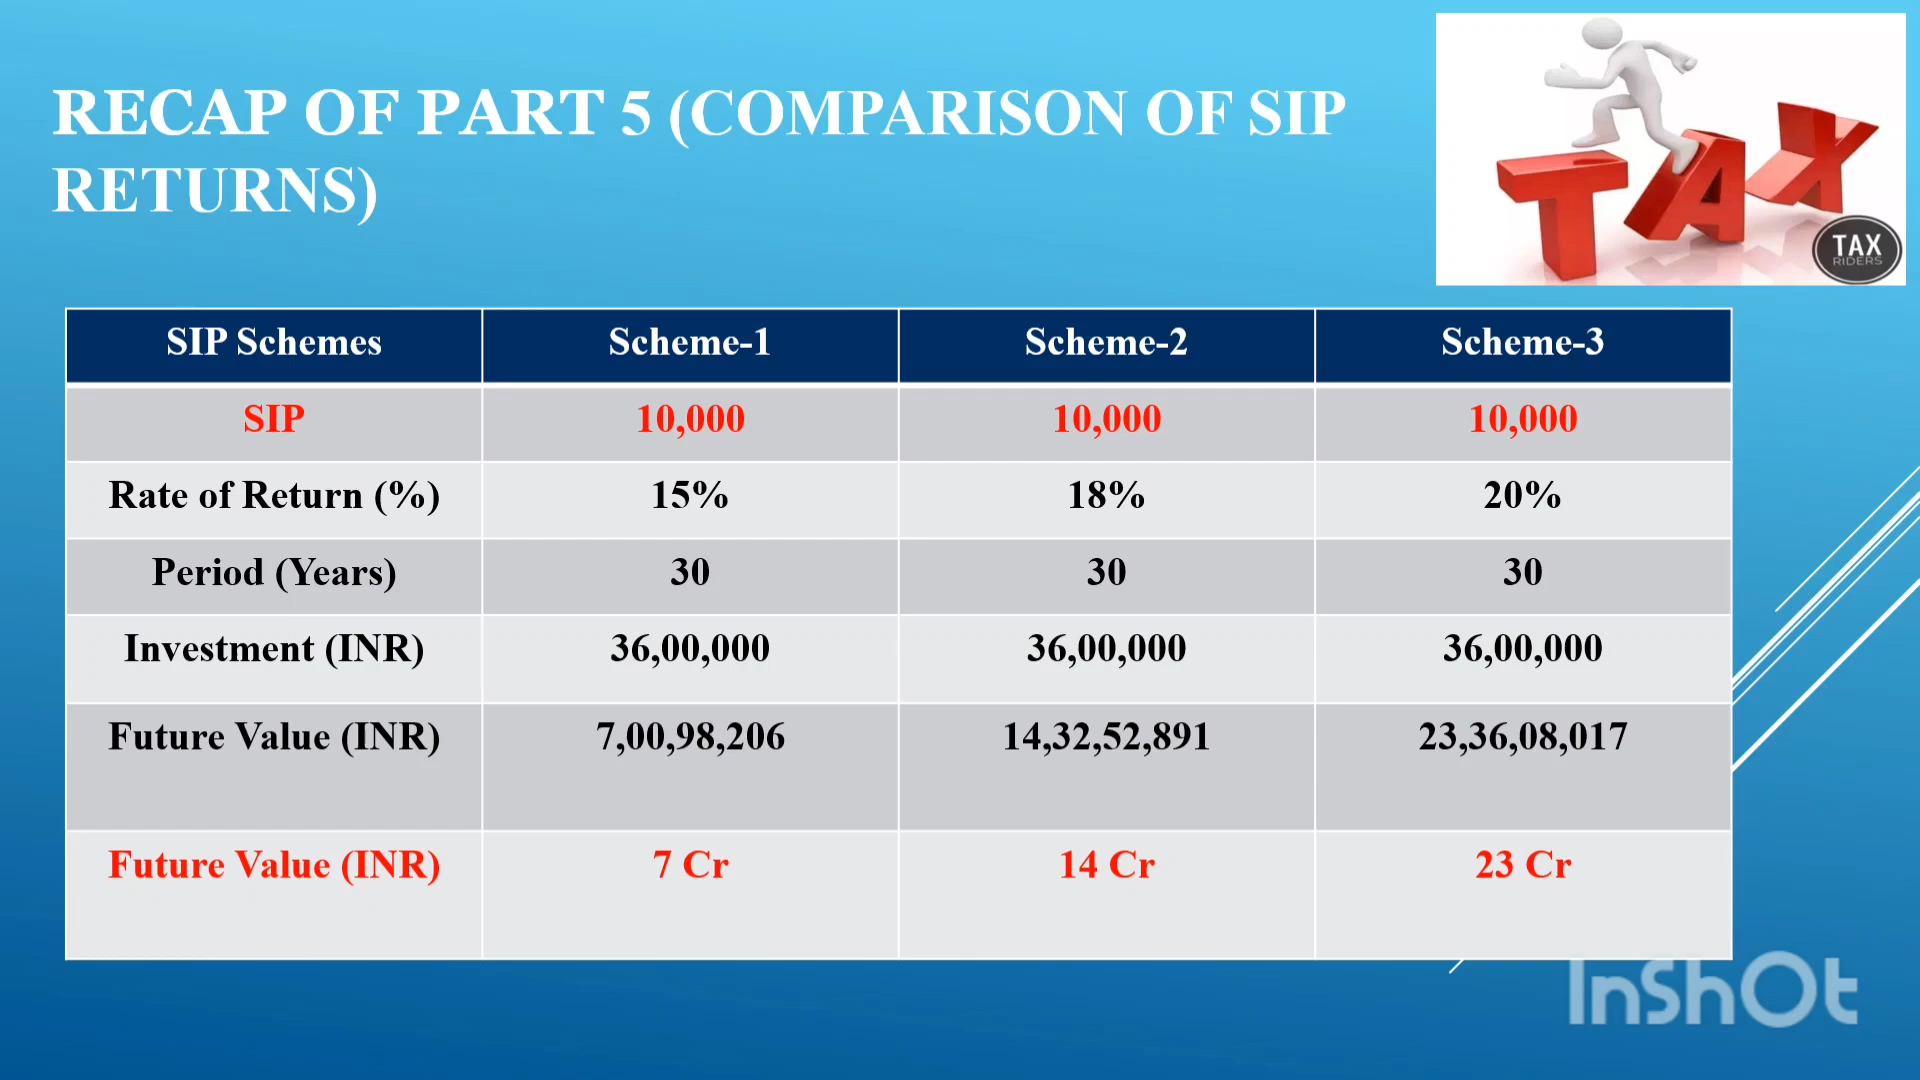 RECAP OF PART 5 (COMPARISON OF SIP
RETURNS)
TAX
TAX
RIDERS
SIP Schemes Scheme-1 Scheme-2 Scheme-3
SIP 10,000 10,000 10,000
Rate of Return (%) 15% 18% 20%
Period (Years) 30 30 30
Investment (INR) 36,00,000 36,00,000 36,00,000
Future Value (INR) 7,00,98,206 14,32,52,891 23,36,08,017
Future Value (INR) 7 Cr 14 Cr 23 Cr
InShOt